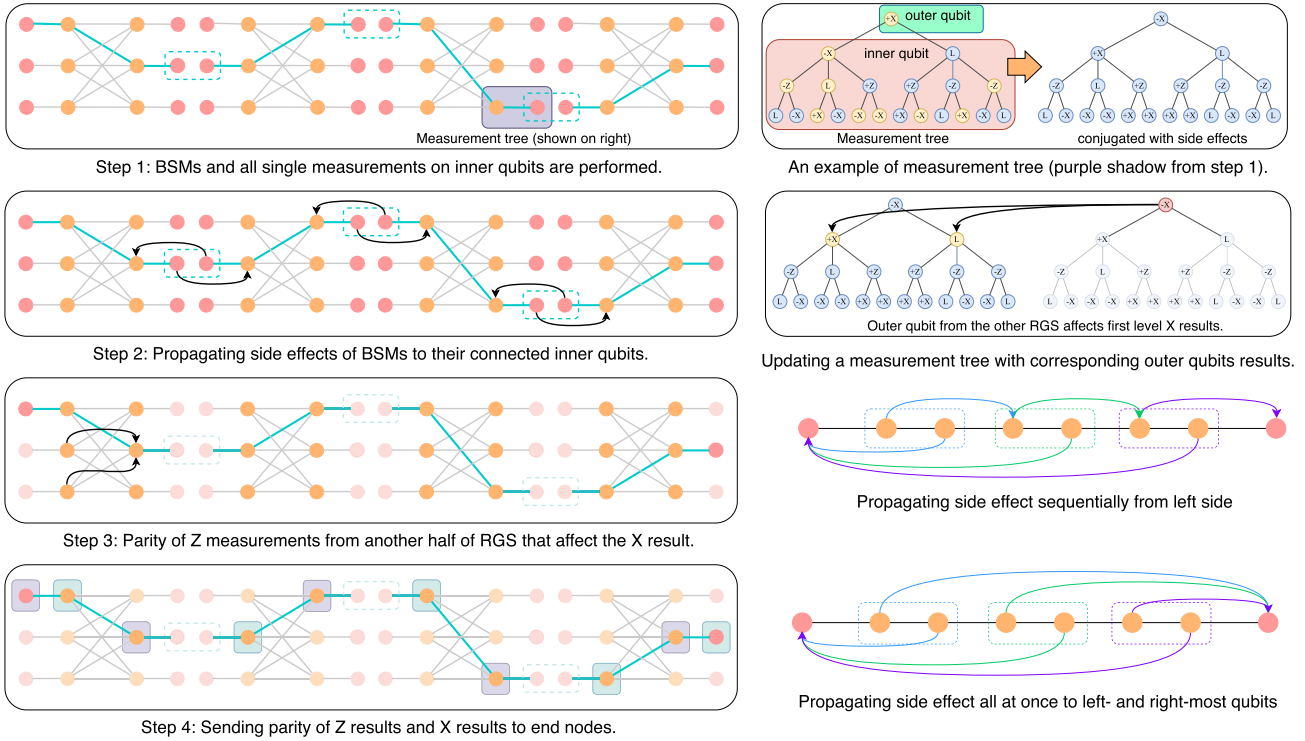 Measurement tree (shown on right)
Step 1: BSMs and all single measurements on inner qubits are performed.
Step 2: Propagating side effects of BSMs to their connected inner qubits.
Step 3: Parity of Z measurements from another half of RGS that affect the X result.
Step 4: Sending parity of Z results and X results to end nodes.
+X
outer qubit
inner qubit
-X L
-Z L +Z +Z -Z -Z
L -X +X -X -X -X +X -X L +X -X L
Measurement tree
-X
+X L
-Z L +Z +Z -Z -Z
L -X -X -X +X +X +X -X L -X -X L
conjugated with side effects
An example of measurement tree (purple shadow from step 1).
-X
+X L
-Z L +Z +Z -Z -Z
L -X -X -X +X +X +X -X L -X -X L
-X
+X L
-Z L +Z +Z -Z -Z
L -X -X -X +X +X +X -X L -X -X L
Outer qubit from the other RGS affects first level X results.
Updating a measurement tree with corresponding outer qubits results.
Propagating side effect sequentially from left side
Propagating side effect all at once to left- and right-most qubits